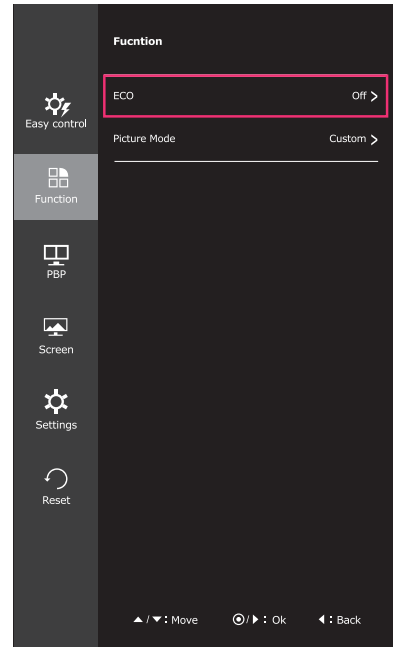 Fucntion
ECO Off >
Picture Mode Custom >
Easy control
Function
PBP
Screen
Settings
Reset
▲/▼: Move ◉/▶: Ok ◀: Back